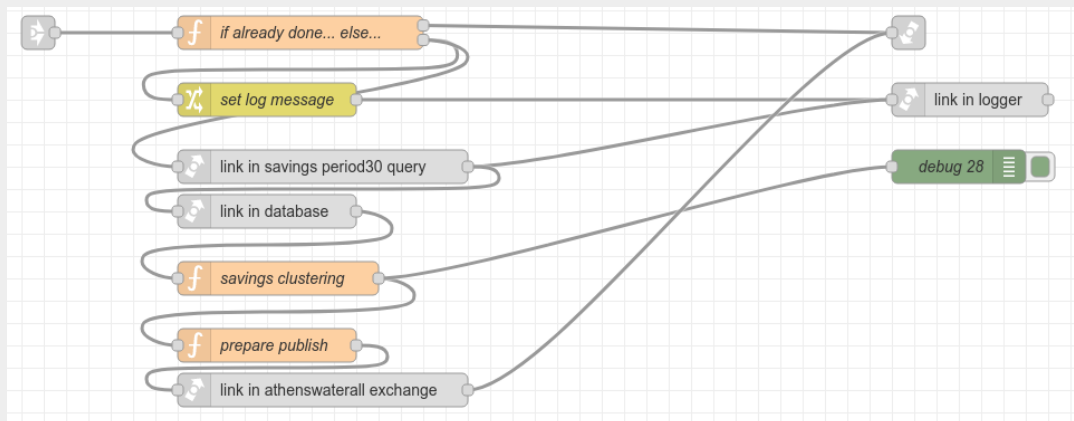 if already done... else...
set log message
link in logger
link in savings period30 query
debug 28
link in database
savings clustering
prepare publish
link in athenswaterall exchange